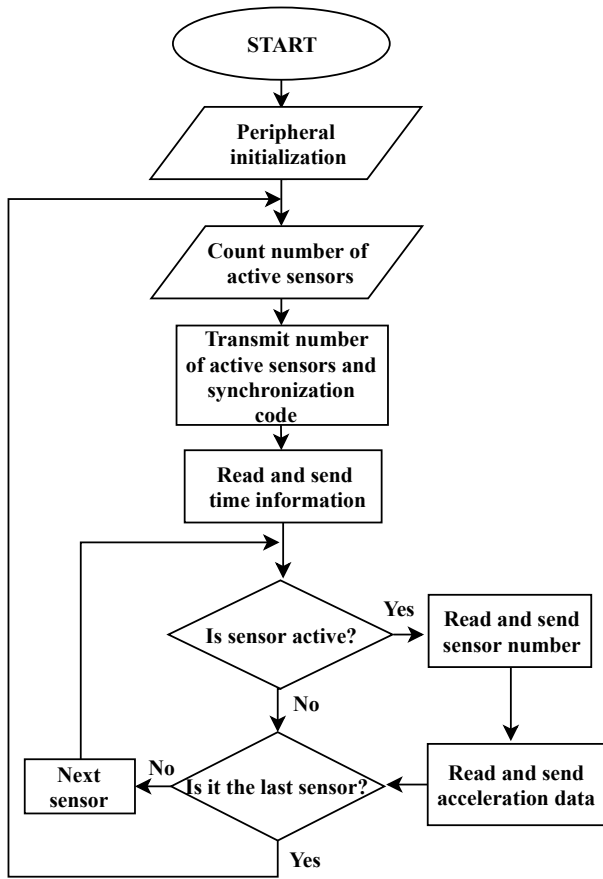 START
Peripheral
initialization
Count number of
active sensors
Transmit number
of active sensors and
synchronization
code
Read and send
time information
Is sensor active?
Yes
Read and send
sensor number
No
Read and send
acceleration data
Is it the last sensor?
No
Next
sensor
Yes